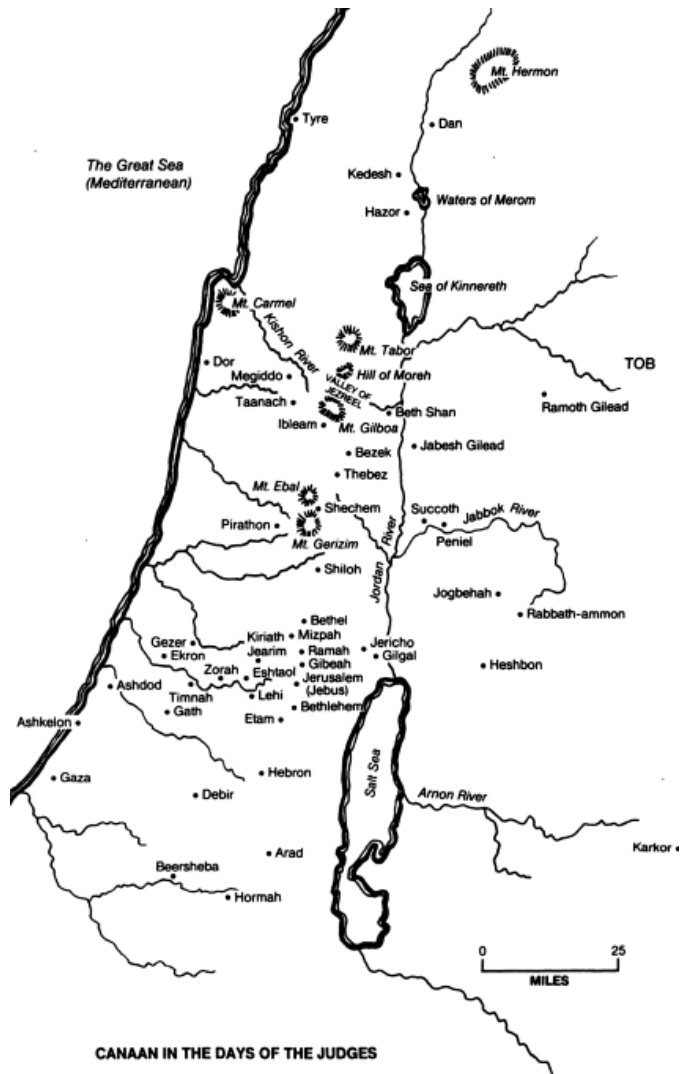 Mt. Hermon
Tyre
Dan
The Great Sea
(Mediterranean)
Kedesh
Waters of Merom
Hazor
Sea of Kinnereth
Mt. Carmel
Kishon River
Mt. Tabor
Dor
Hill of Moreh
TOB
Megiddo
VALLEY OF
JEZREEL
Taanach
Beth Shan
Ramoth Gilead
Ibleam
Mt. Gilboa
Jabesh Gilead
Bezek
Thebez
Mt. Ebal
Shechem
Succoth
Jabbok River
Pirathon
Peniel
Mt. Gerizim
Jordan River
Shiloh
Jogbehah
Rabbath-ammon
Bethel
Gezer
Kiriath
Jearim
Mizpah
Jericho
Ekron
Ramah
Gilgal
Zorah
Eshtaol
Gibeah
Heshbon
Ashdod
Timnah
Lehi
Jerusalem
(Jebus)
Gath
Etam
Bethlehem
Ashkelon
Gaza
Hebron
Salt Sea
Debir
Arnon River
Arad
Karkor
Beersheba
Hormah
0 25
MILES
CANAAN IN THE DAYS OF THE JUDGES